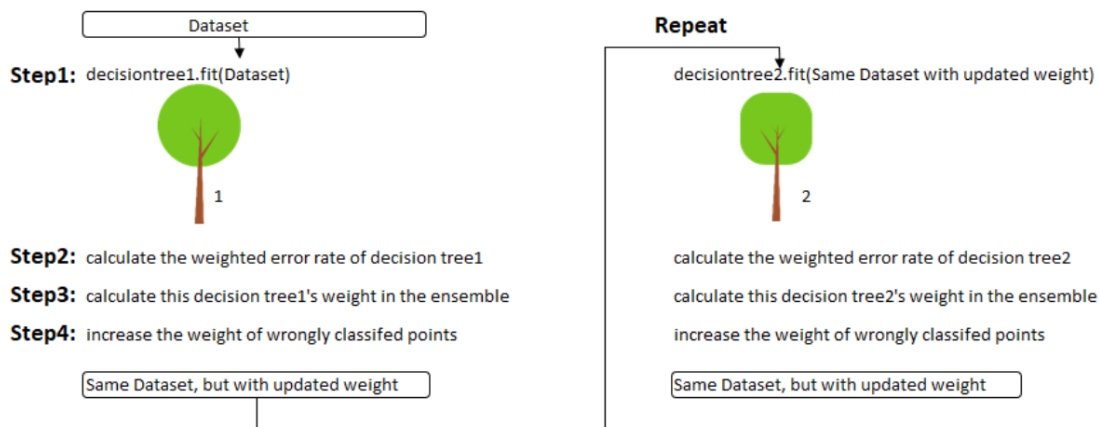 Dataset
Step1: decisiontree1.fit(Dataset)
1
Step2: calculate the weighted error rate of decision tree1
Step3: calculate this decision tree1's weight in the ensemble
Step4: increase the weight of wrongly classifed points
Same Dataset, but with updated weight
Repeat
decisiontree2.fit(Same Dataset with updated weight)
2
calculate the weighted error rate of decision tree2
calculate this decision tree2's weight in the ensemble
increase the weight of wrongly classifed points
Same Dataset, but with updated weight